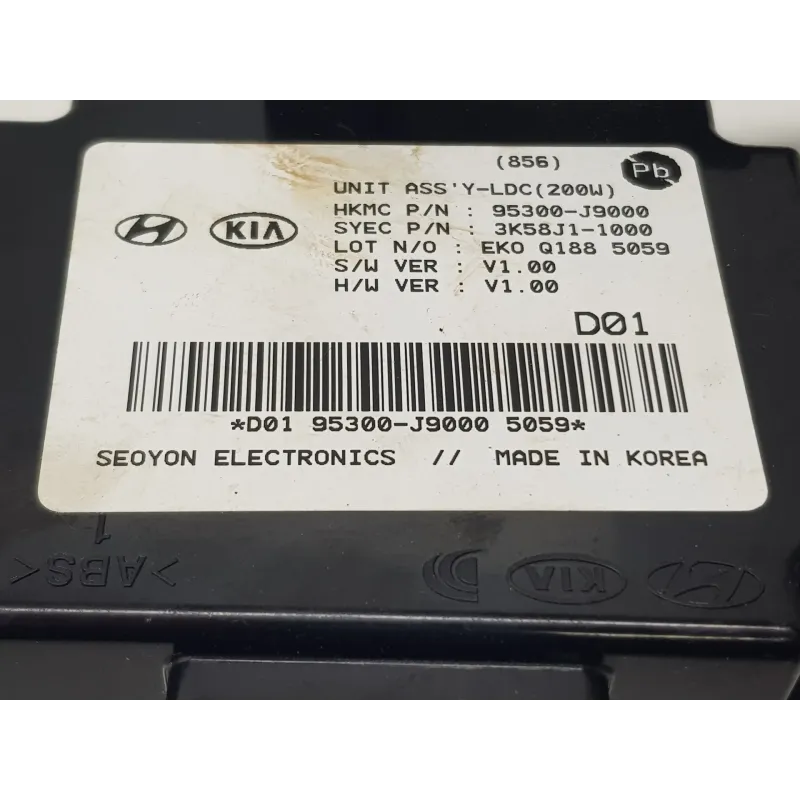 (856)
Pb
UNIT ASS'Y-LDC(200W)
HKMC P/N : 95300-J9000
SYEC P/N : 3K58J1-1000
LOT N/O : EKO Q188 5059
S/W VER : V1.00
H/W VER : V1.00
KIA
D01
*D01 95300-J9000 5059*
SEOYON ELECTRONICS // MADE IN KOREA
1
>ABS<
KIA